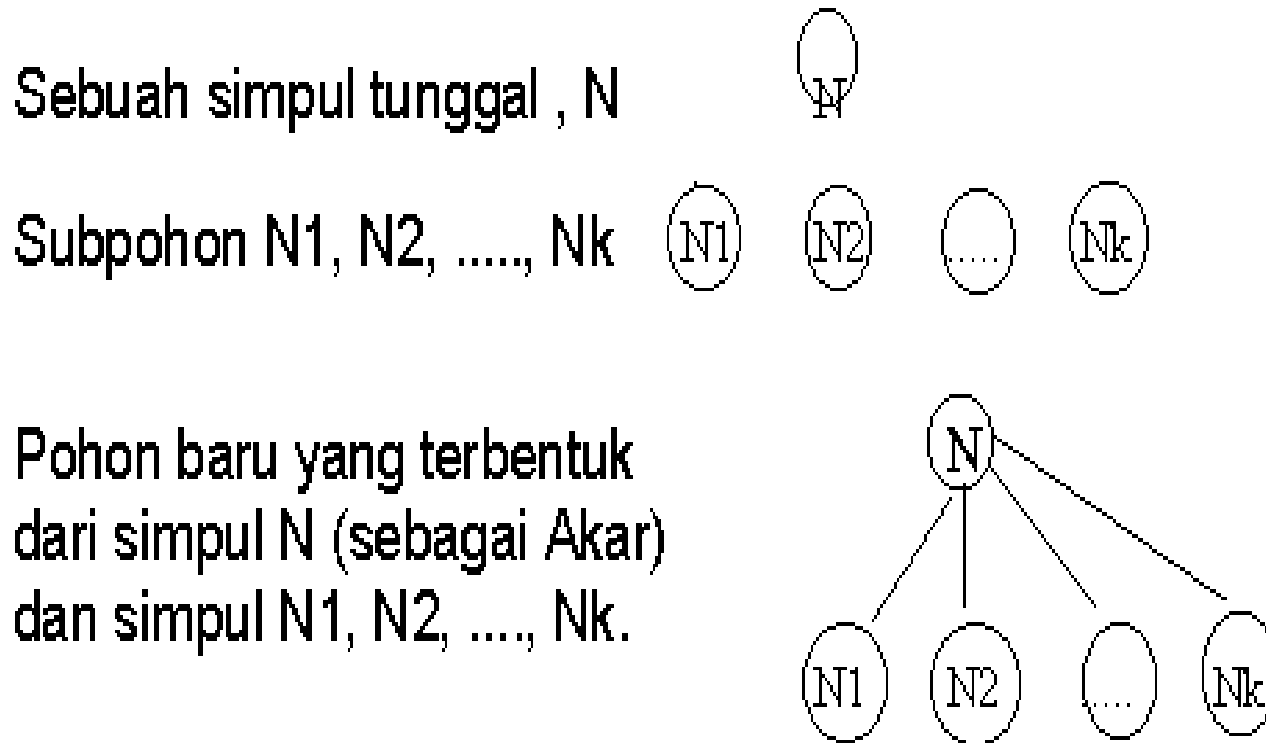 Sebuah simpul tunggal , N
N
Subpohon N1, N2, ....., Nk
N1 N2 ..... Nk
Pohon baru yang terbentuk
dari simpul N (sebagai Akar)
dan simpul N1, N2, ...., Nk.
N
N1 N2 .... Nk